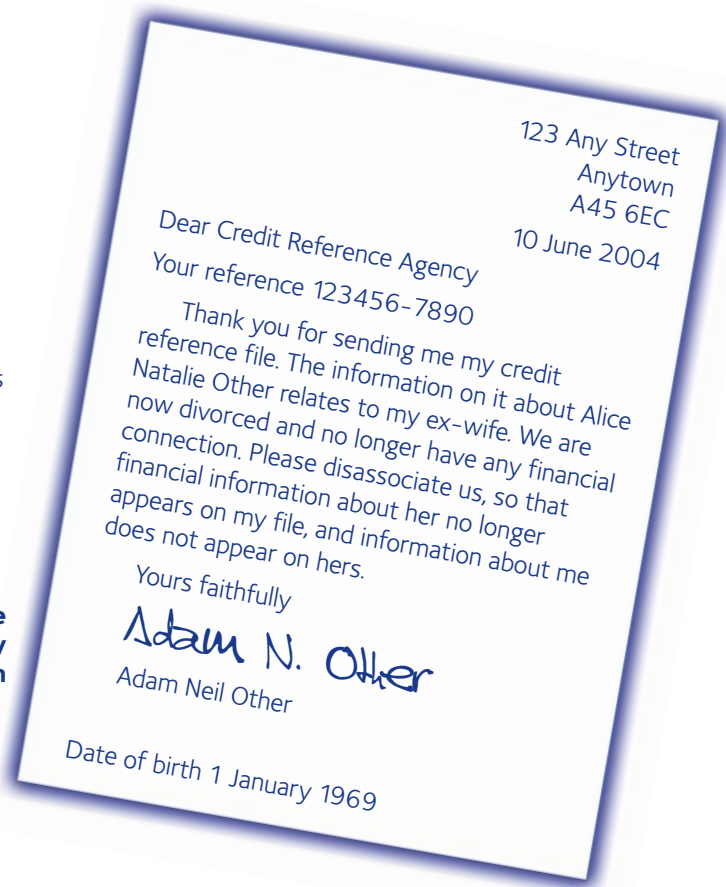 123 Any Street
Anytown
A45 6EC
10 June 2004
Dear Credit Reference Agency
Your reference 123456-7890
Thank you for sending me my credit
reference file. The information on it about Alice
Natalie Other relates to my ex-wife. We are
now divorced and no longer have any financial
connection. Please disassociate us, so that
financial information about her no longer
appears on my file, and information about me
does not appear on hers.
Yours faithfully
Adam N. Other
Adam Neil Other
Date of birth 1 January 1969